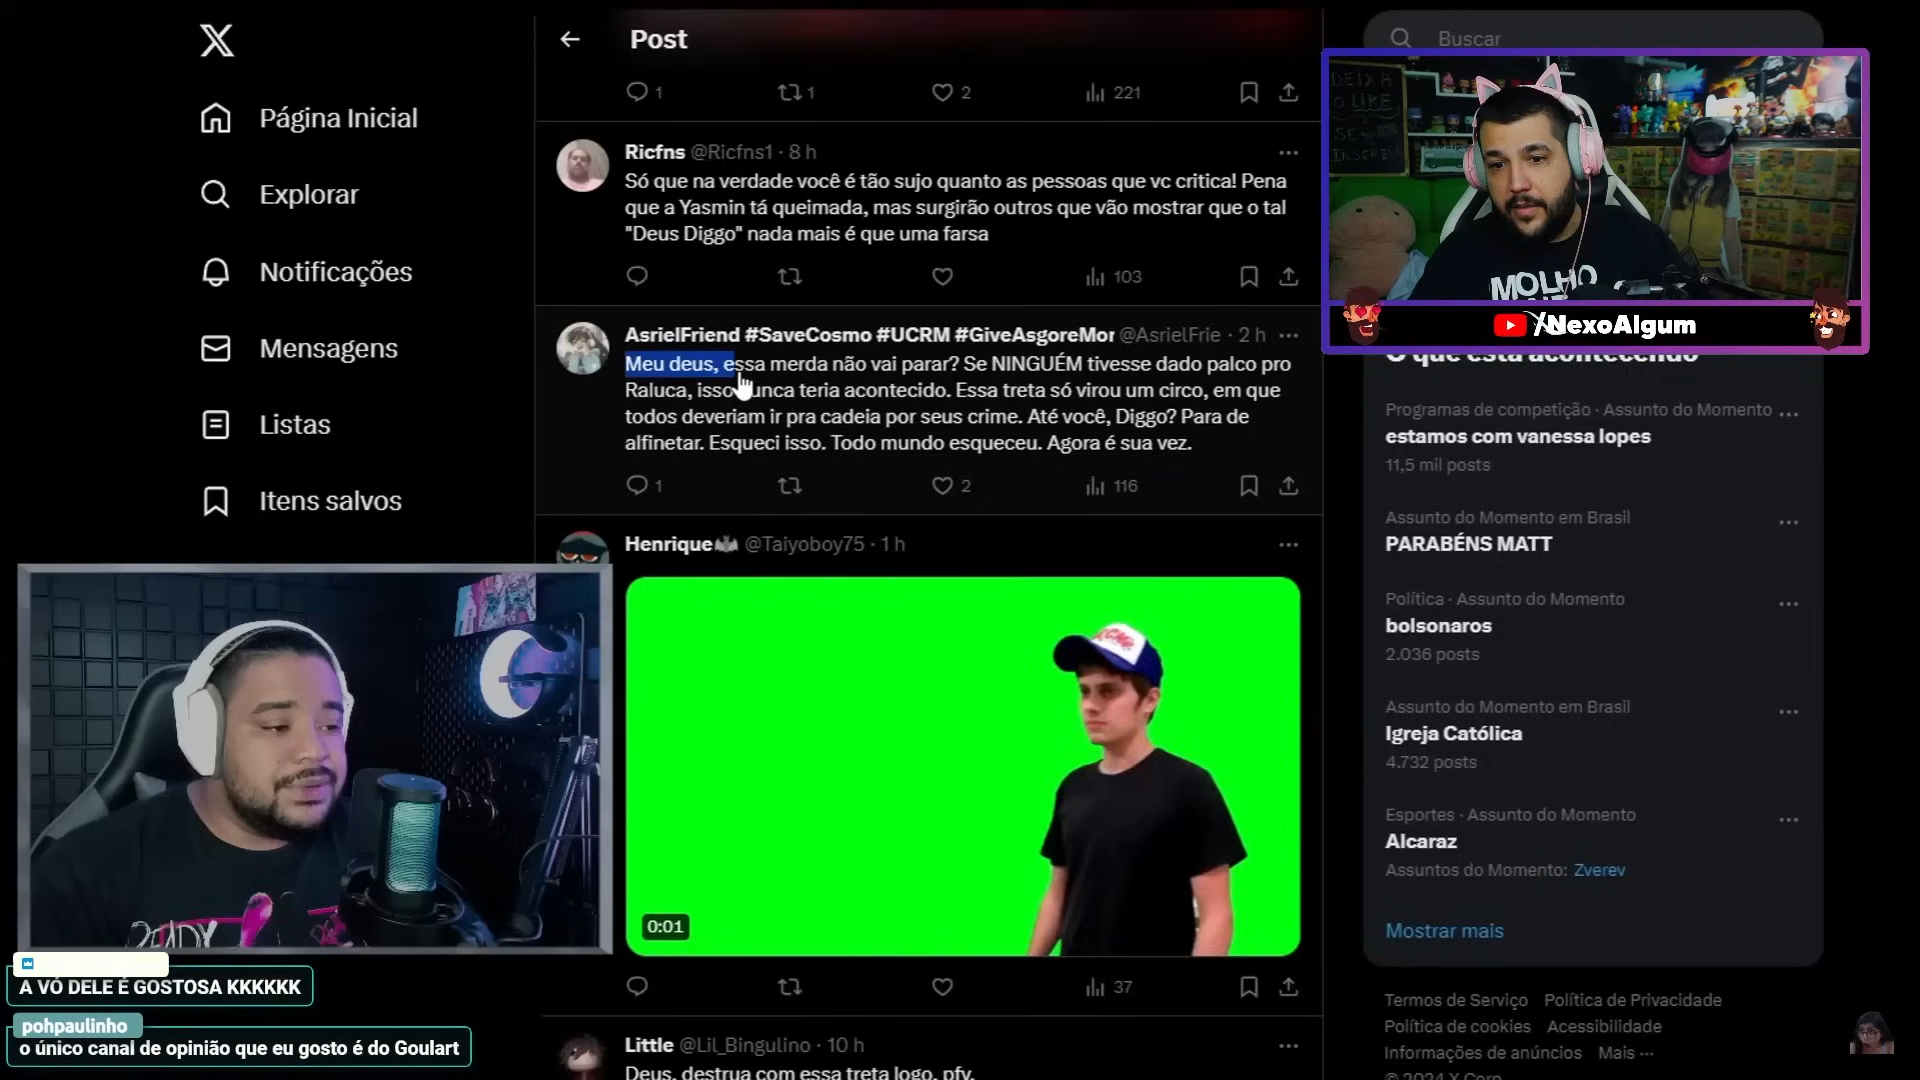 Post
Buscar
1
1
2
221
Página Inicial
Explorar
Notificações
Mensagens
Listas
Itens salvos
Ricfns @Ricfns1 · 8 h
Só que na verdade você é tão sujo quanto as pessoas que vc critica! Pena
que a Yasmin tá queimada, mas surgirão outros que vão mostrar que o tal
"Deus Diggo" nada mais é que uma farsa
103
AsrielFriend #SaveCosmo #UCRM #GiveAsgoreMor @AsrielFrie · 2 h
Meu deus, essa merda não vai parar? Se NINGUÉM tivesse dado palco pro
Raluca, isso nunca teria acontecido. Essa treta só virou um circo, em que
todos deveriam ir pra cadeia por seus crime. Até você, Diggo? Para de
alfinetar. Esqueci isso. Todo mundo esqueceu. Agora é sua vez.
1
2
116
Henrique @Taiyoboy75 · 1 h
0:01
37
Little @Lil_Bingulino · 10 h
Deus, destrua com essa treta logo, pfv.
DEIXA
O LIKE
SE
INSCREVE
MOLHO
/NexoAlgum
O que está acontecendo
Programas de competição · Assunto do Momento
estamos com vanessa lopes
11,5 mil posts
Assunto do Momento em Brasil
PARABÉNS MATT
Política · Assunto do Momento
bolsonaros
2.036 posts
Assunto do Momento em Brasil
Igreja Católica
4.732 posts
Esportes · Assunto do Momento
Alcaraz
Assuntos do Momento: Zverev
Mostrar mais
Termos de Serviço Política de Privacidade
Política de cookies Acessibilidade
Informações de anúncios Mais ···
© 2024 X Corp.
A VÓ DELE É GOSTOSA KKKKKK
pohpaulinho
o único canal de opinião que eu gosto é do Goulart